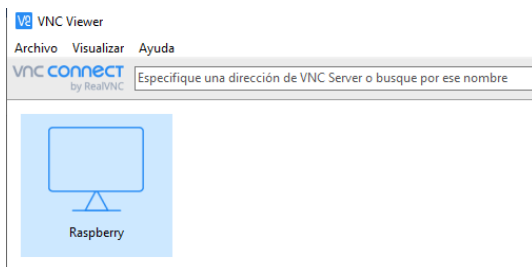 VNC Viewer
Archivo Visualizar Ayuda
vnc connect
by RealVNC
Especifique una dirección de VNC Server o busque por ese nombre
Raspberry